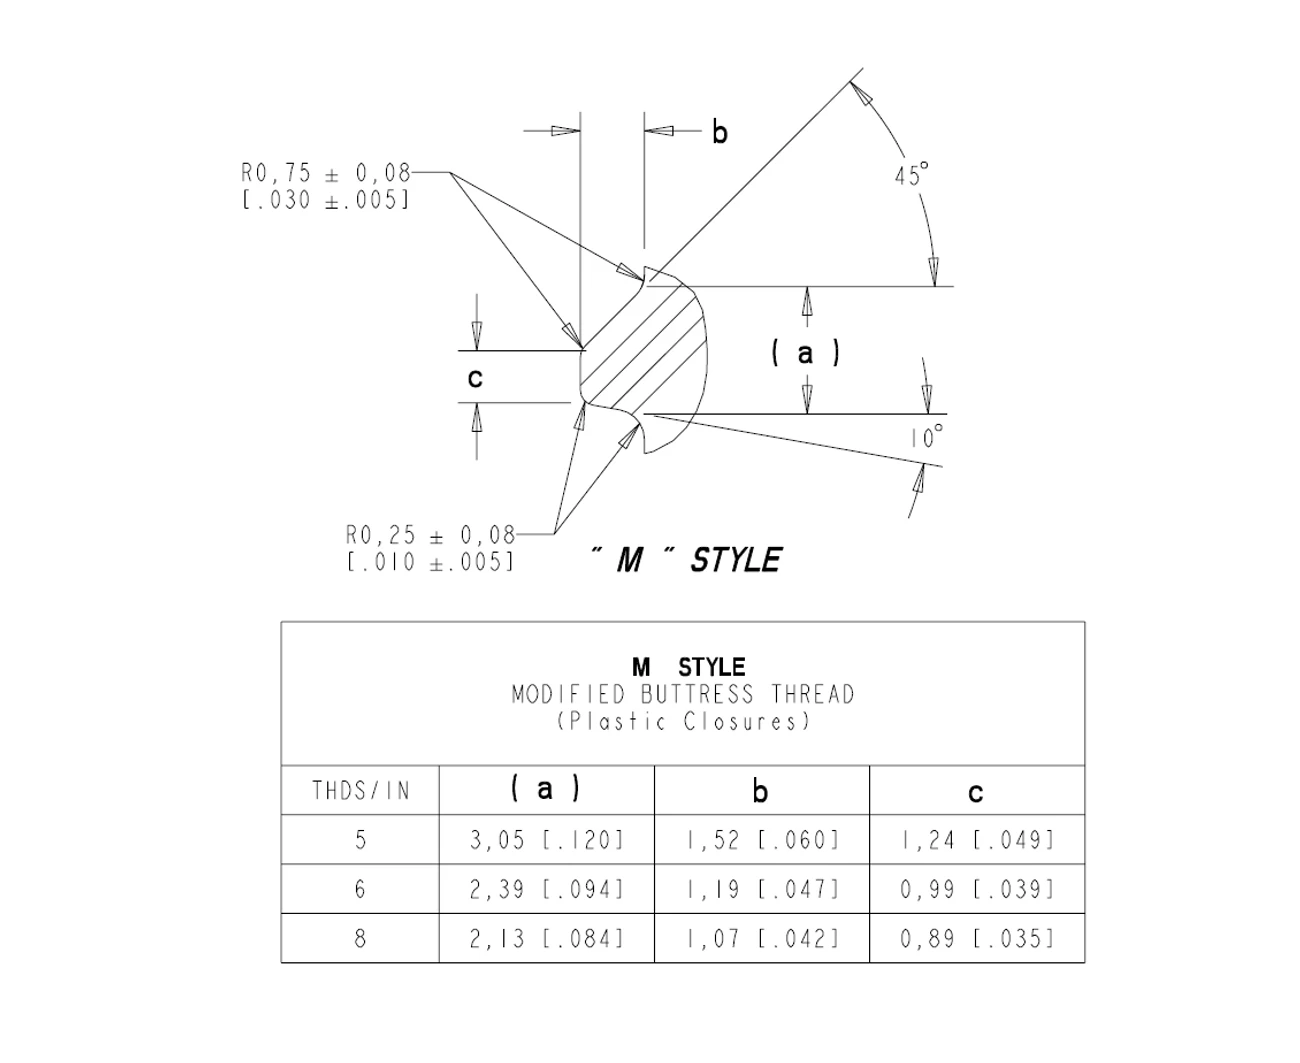 b
45°
R0,75 ± 0,08
[.030 ±.005]
( a )
c
10°
R0,25 ± 0,08
[.010 ±.005]
" M " STYLE
M STYLE
MODIFIED BUTTRESS THREAD
(Plastic Closures)
THDS/IN ( a ) b c
5 3,05 [.120] 1,52 [.060] 1,24 [.049]
6 2,39 [.094] 1,19 [.047] 0,99 [.039]
8 2,13 [.084] 1,07 [.042] 0,89 [.035]